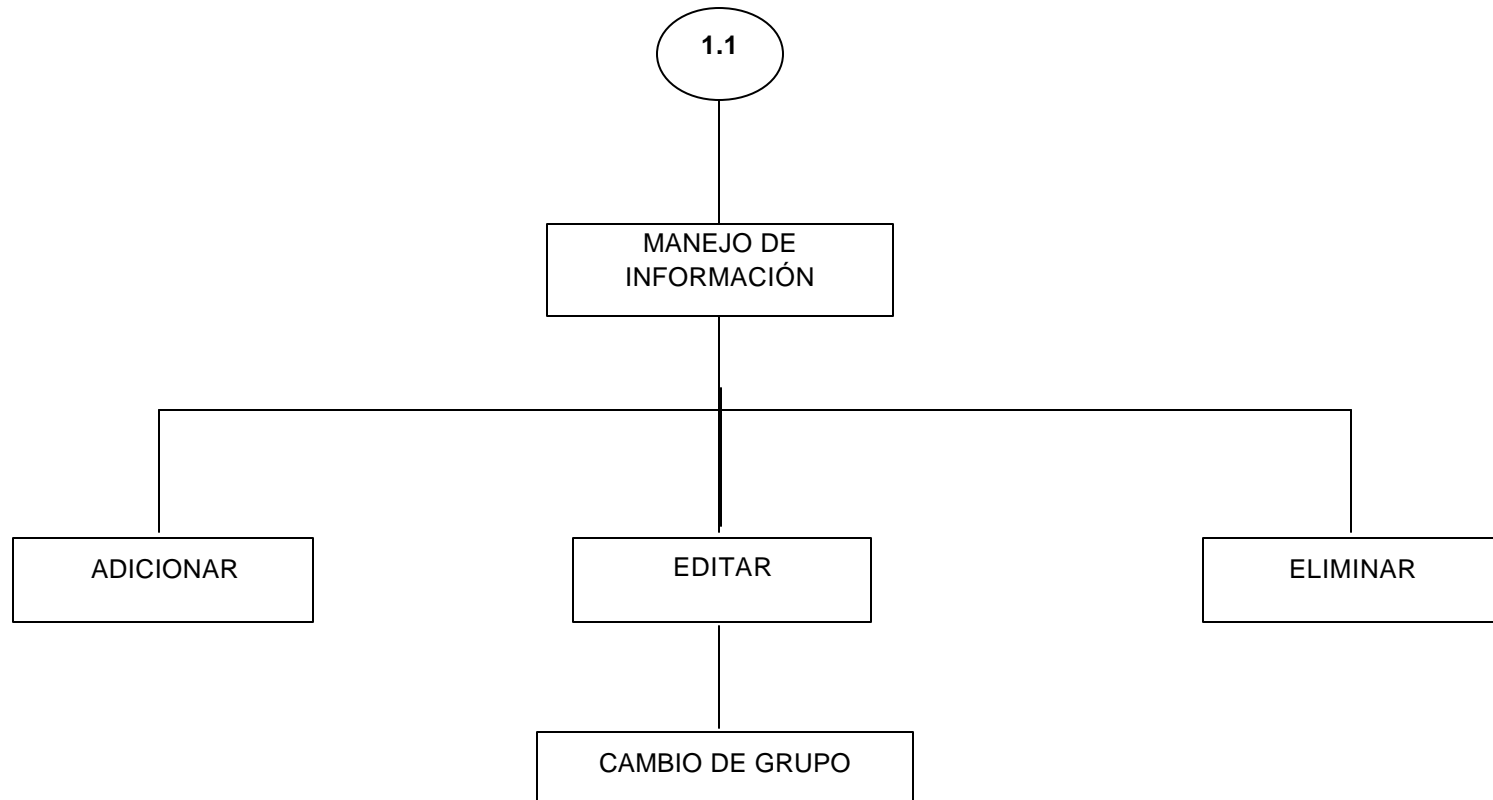 1.1
MANEJO DE
INFORMACIÓN
ADICIONAR
EDITAR
ELIMINAR
CAMBIO DE GRUPO